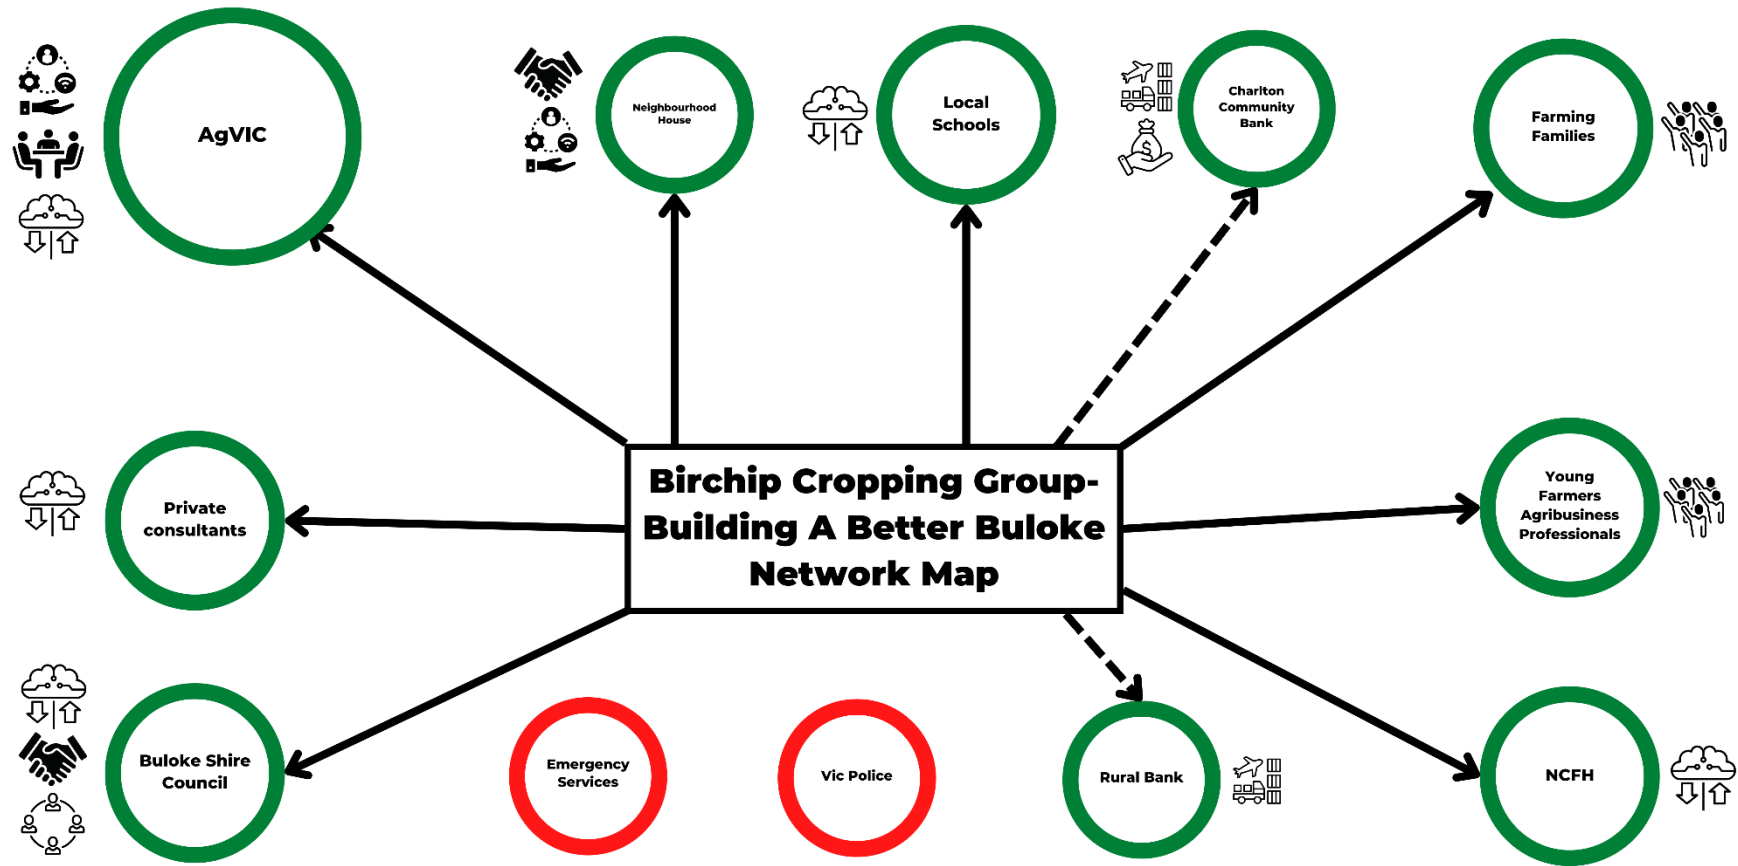 AgVIC
Neighbourhood
House
Local
Schools
Charlton
Community
Bank
Farming
Families
Private
consultants
Birchip Cropping Group-
Building A Better Buloke
Network Map
Young
Farmers
Agribusiness
Professionals
Buloke Shire
Council
Emergency
Services
Vic Police
Rural Bank
NCFH
$